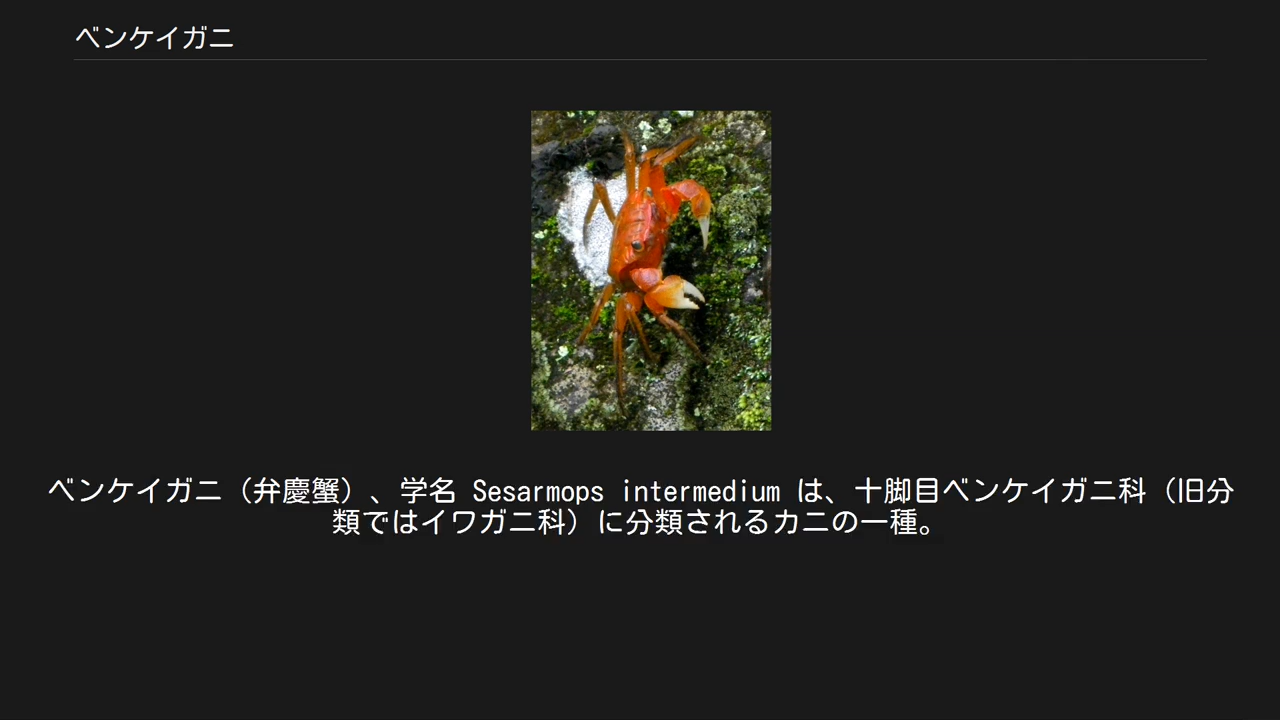 ベンケイガニ
ベンケイガニ（弁慶蟹）、学名 Sesarmops intermedium は、十脚目ベンケイガニ科（旧分
類ではイワガニ科）に分類されるカニの一種。